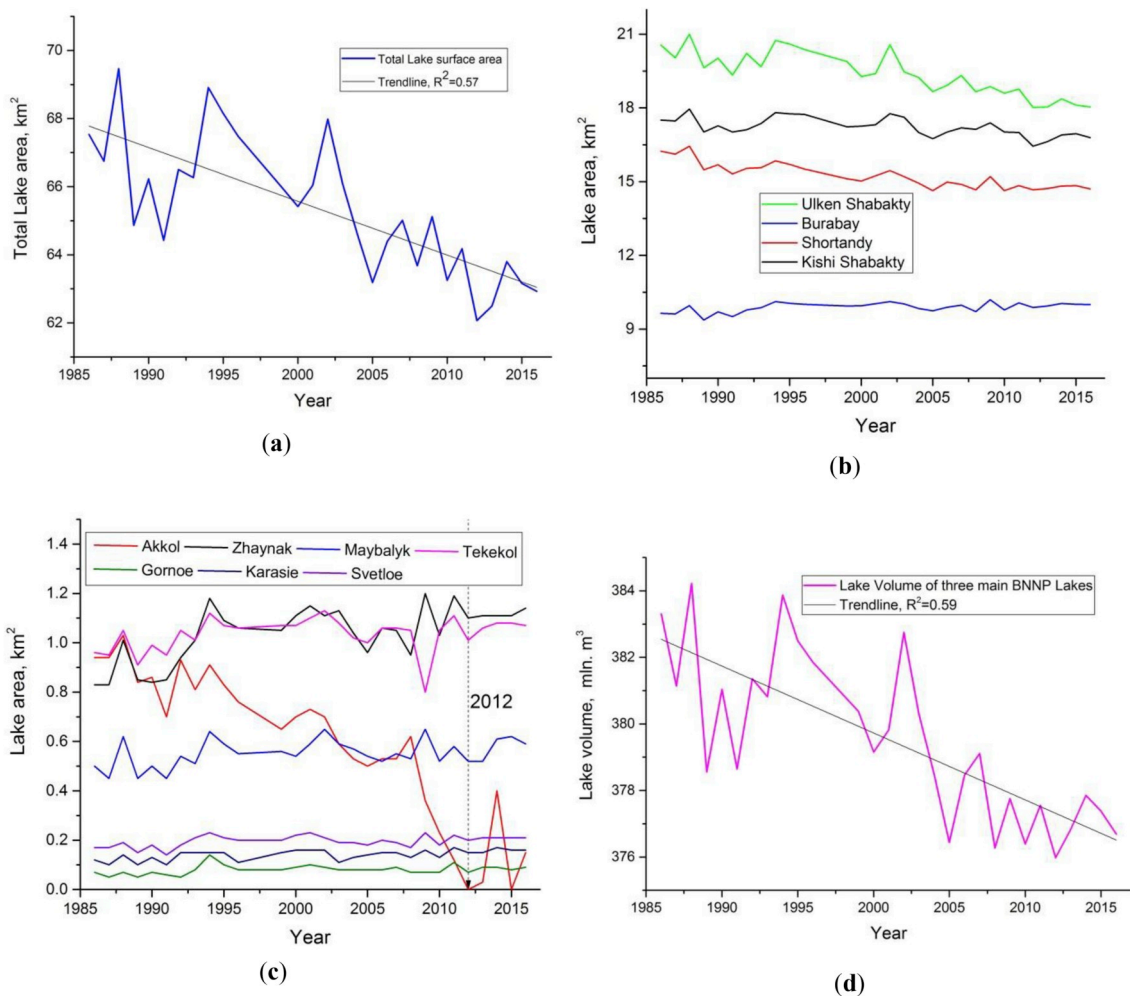 Total Lake area, km²
70
68
66
64
62
1985 1990 1995 2000 2005 2010 2015
Year
Total Lake surface area
Trendline, R²=0.57
(a)
Lake area, km²
21
18
15
12
9
1985 1990 1995 2000 2005 2010 2015
Year
Ulken Shabakty
Burabay
Shortandy
Kishi Shabakty
(b)
Lake area, km²
1.4
1.2
1.0
0.8
0.6
0.4
0.2
0.0
1985 1990 1995 2000 2005 2010 2015
Year
Akkol Zhaynak Maybalyk Tekekol
Gornoe Karasie Svetloe
2012
(c)
Lake volume, mln. m³
384
382
380
378
376
1985 1990 1995 2000 2005 2010 2015
Year
Lake Volume of three main BNNP Lakes
Trendline, R²=0.59
(d)